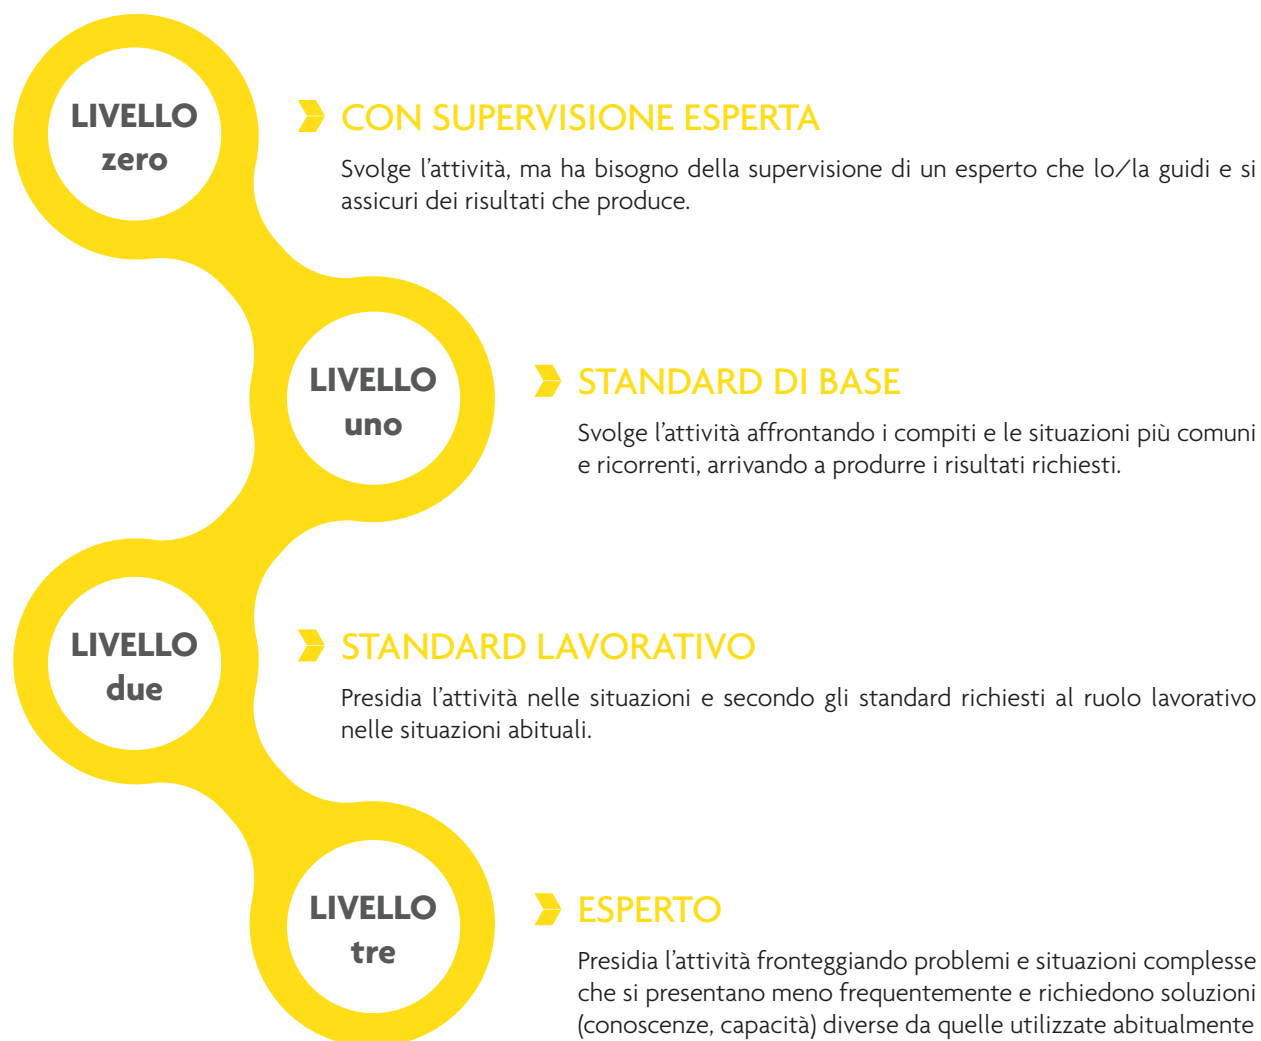 LIVELLO
zero
CON SUPERVISIONE ESPERTA
Svolge l’attività, ma ha bisogno della supervisione di un esperto che lo/la guidi e si
assicuri dei risultati che produce.
LIVELLO
uno
STANDARD DI BASE
Svolge l’attività affrontando i compiti e le situazioni più comuni
e ricorrenti, arrivando a produrre i risultati richiesti.
LIVELLO
due
STANDARD LAVORATIVO
Presidia l’attività nelle situazioni e secondo gli standard richiesti al ruolo lavorativo
nelle situazioni abituali.
LIVELLO
tre
ESPERTO
Presidia l’attività fronteggiando problemi e situazioni complesse
che si presentano meno frequentemente e richiedono soluzioni
(conoscenze, capacità) diverse da quelle utilizzate abitualmente